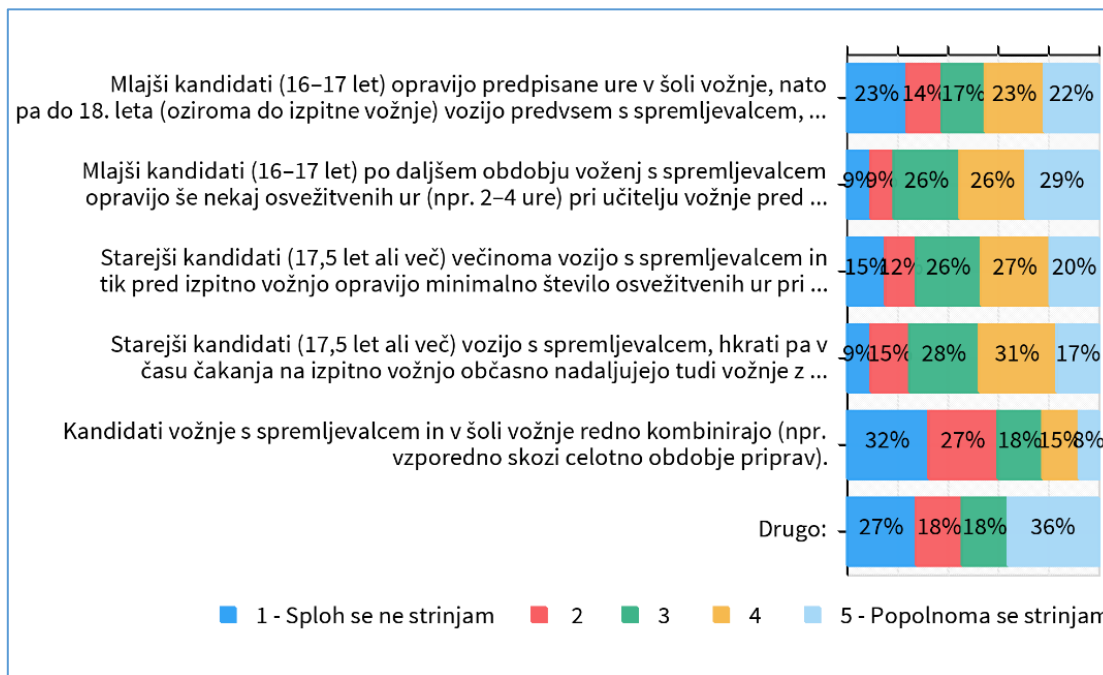 Mlajši kandidati (16–17 let) opravijo predpisane ure v šoli vožnje, nato
pa do 18. leta (oziroma do izpitne vožnje) vozijo predvsem s spremljevalcem, ...
23% 14% 17% 23% 22%
Mlajši kandidati (16–17 let) po daljšem obdobju voženj s spremljevalcem
opravijo še nekaj osvežitvenih ur (npr. 2–4 ure) pri učitelju vožnje pred ...
9% 9% 26% 26% 29%
Starejši kandidati (17,5 let ali več) večinoma vozijo s spremljevalcem in
tik pred izpitno vožnjo opravijo minimalno število osvežitvenih ur pri ...
15% 12% 26% 27% 20%
Starejši kandidati (17,5 let ali več) vozijo s spremljevalcem, hkrati pa v
času čakanja na izpitno vožnjo občasno nadaljujejo tudi vožnje z ...
9% 15% 28% 31% 17%
Kandidati vožnje s spremljevalcem in v šoli vožnje redno kombinirajo (npr.
vzporedno skozi celotno obdobje priprav).
32% 27% 18% 15% 8%
Drugo:
27% 18% 18% 36%
1 - Sploh se ne strinjam 2 3 4 5 - Popolnoma se strinjam